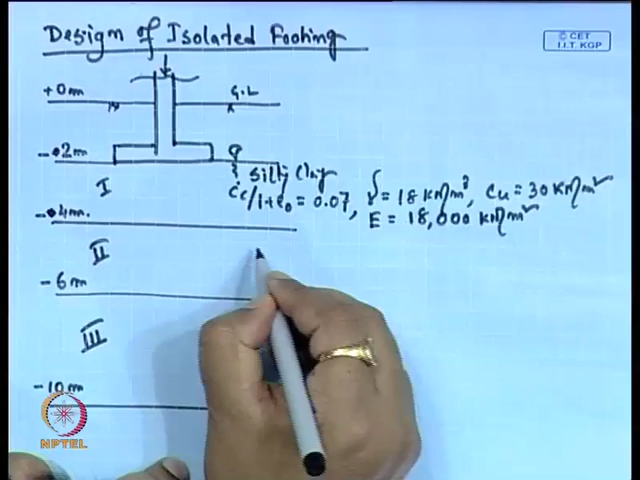 Design of Isolated Footing
© CET
I.I.T. KGP
+0m
G.L
-2m
Silty clay
I
Cc/1+e0 = 0.07, γ = 18 kN/m³, Cu = 30 kN/m²
E = 18,000 kN/m²
-4m.
II
-6m
III
-10m
NPTEL